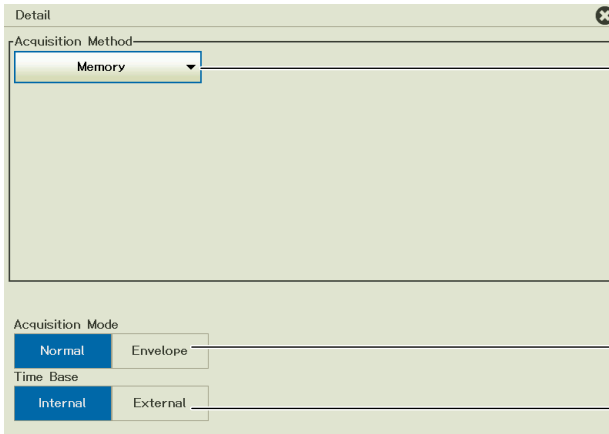 Detail
Acquisition Method
Memory
Acquisition Mode
Normal Envelope
Time Base
Internal External